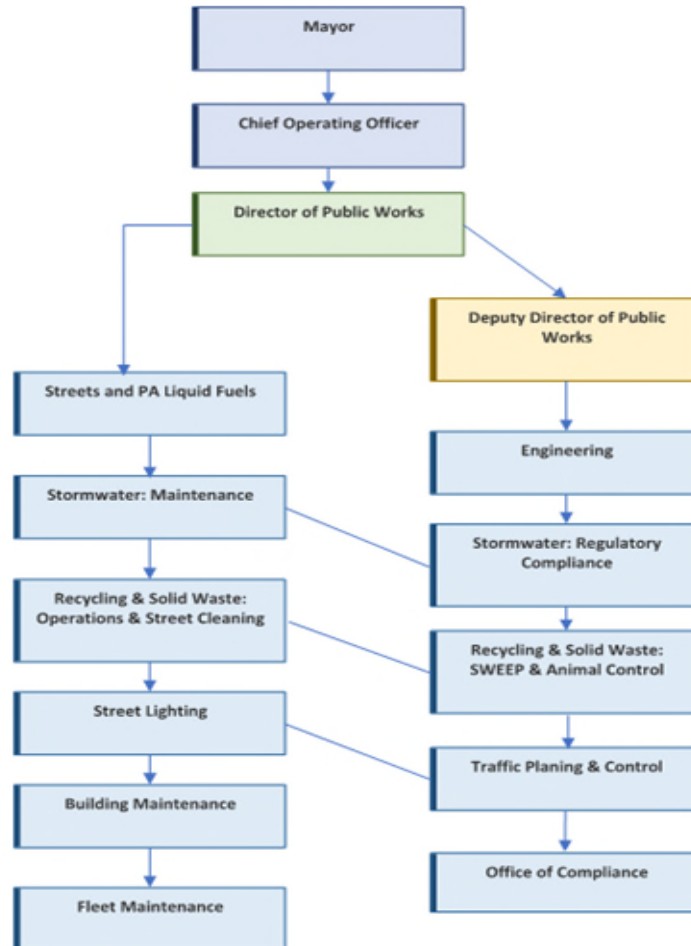 Mayor
Chief Operating Officer
Director of Public Works
Deputy Director of Public
Works
Streets and PA Liquid Fuels
Engineering
Stormwater: Maintenance
Stormwater: Regulatory
Compliance
Recycling & Solid Waste:
Operations & Street Cleaning
Recycling & Solid Waste:
SWEEP & Animal Control
Street Lighting
Traffic Planing & Control
Building Maintenance
Office of Compliance
Fleet Maintenance